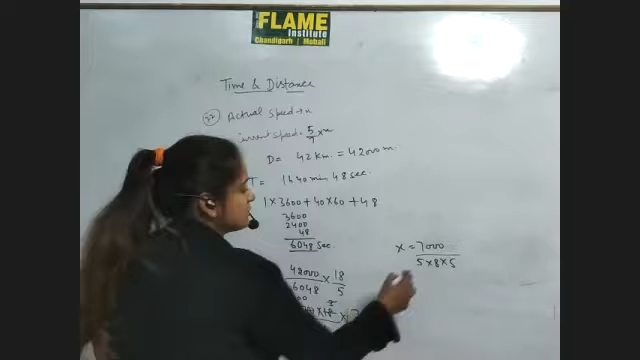 FLAME
Institute
Chandigarh | Mohali
Time & Distance
Actual Speed → x
Current Speed = 5/7 × x
D = 42 km. = 42000 m.
T = 1h 40 min 48 Sec.
1 × 3600 + 40 × 60 + 48
3600
2400
48
6048 Sec
42000/6048 × 18/5
x = 7000/5×8×5